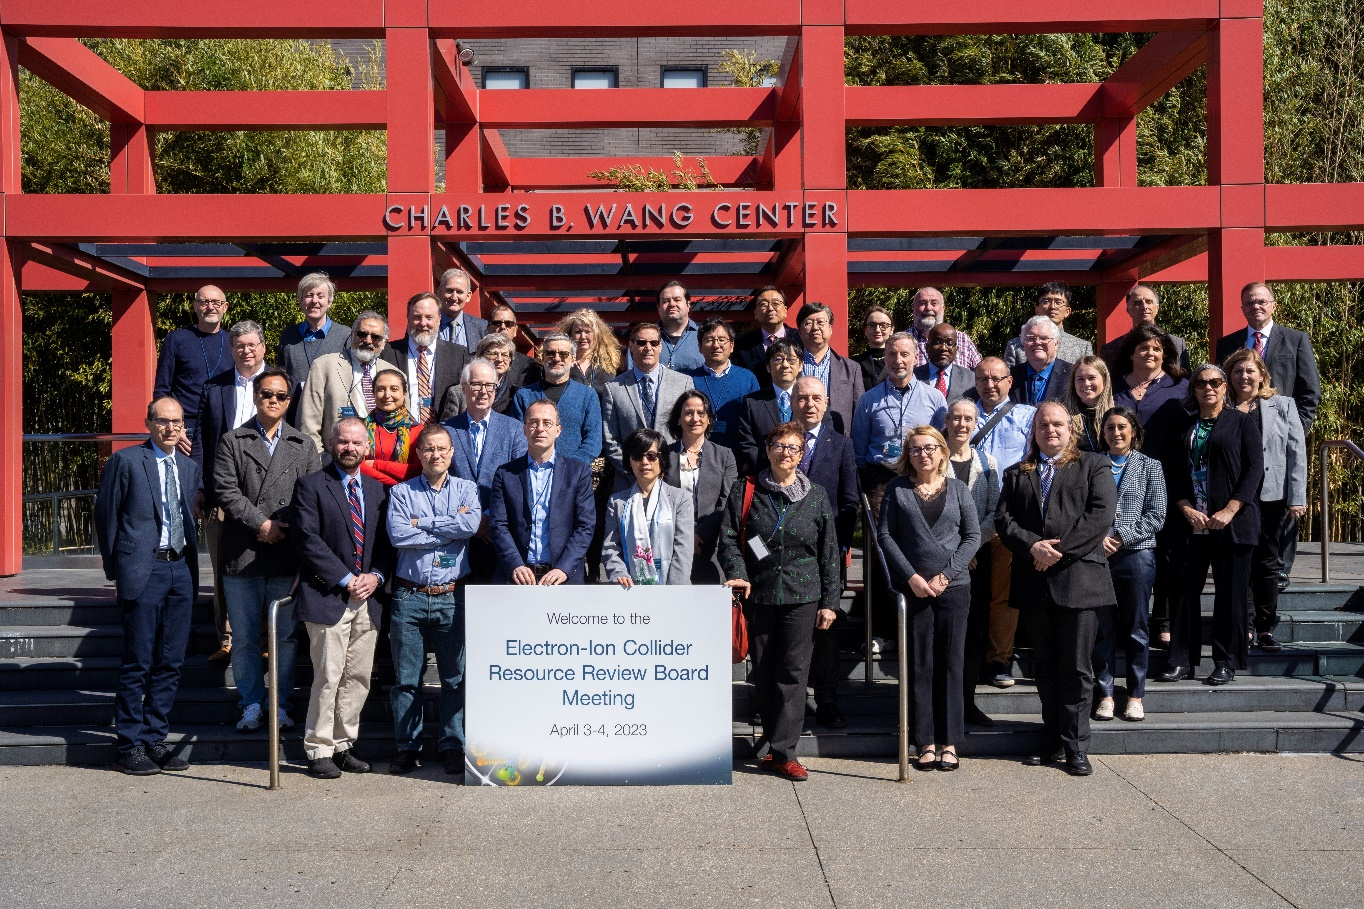 CHARLES B. WANG CENTER
Welcome to the
Electron-Ion Collider
Resource Review Board
Meeting
April 3-4, 2023